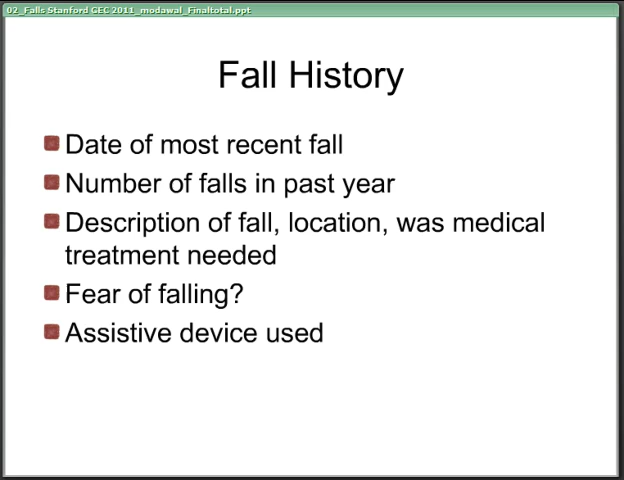 02_Falls Stanford GEC 2011_modawal_Finaltotal.ppt
Fall History
Date of most recent fall
Number of falls in past year
Description of fall, location, was medical
treatment needed
Fear of falling?
Assistive device used